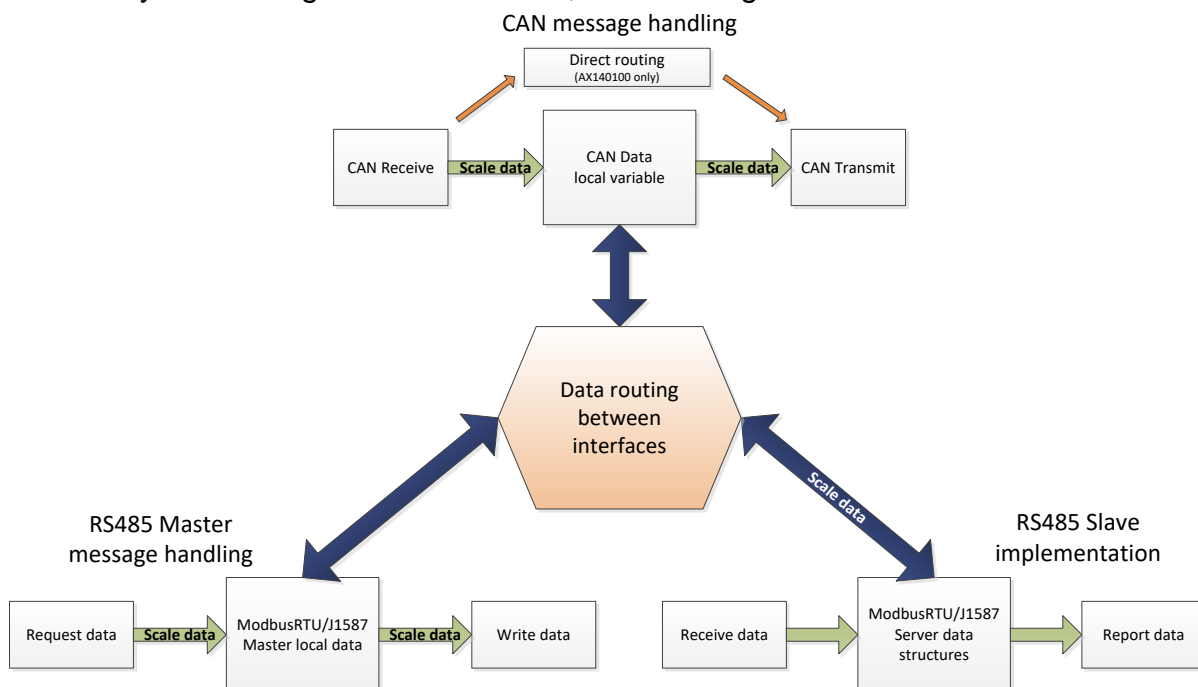 CAN message handling
Direct routing
(AX140100 only)
CAN Receive
Scale data
CAN Data
local variable
Scale data
CAN Transmit
Data routing
between
interfaces
Scale data
RS485 Master
message handling
RS485 Slave
implementation
Request data
Scale data
ModbusRTU/J1587
Master local data
Scale data
Write data
Receive data
ModbusRTU/J1587
Server data
structures
Report data